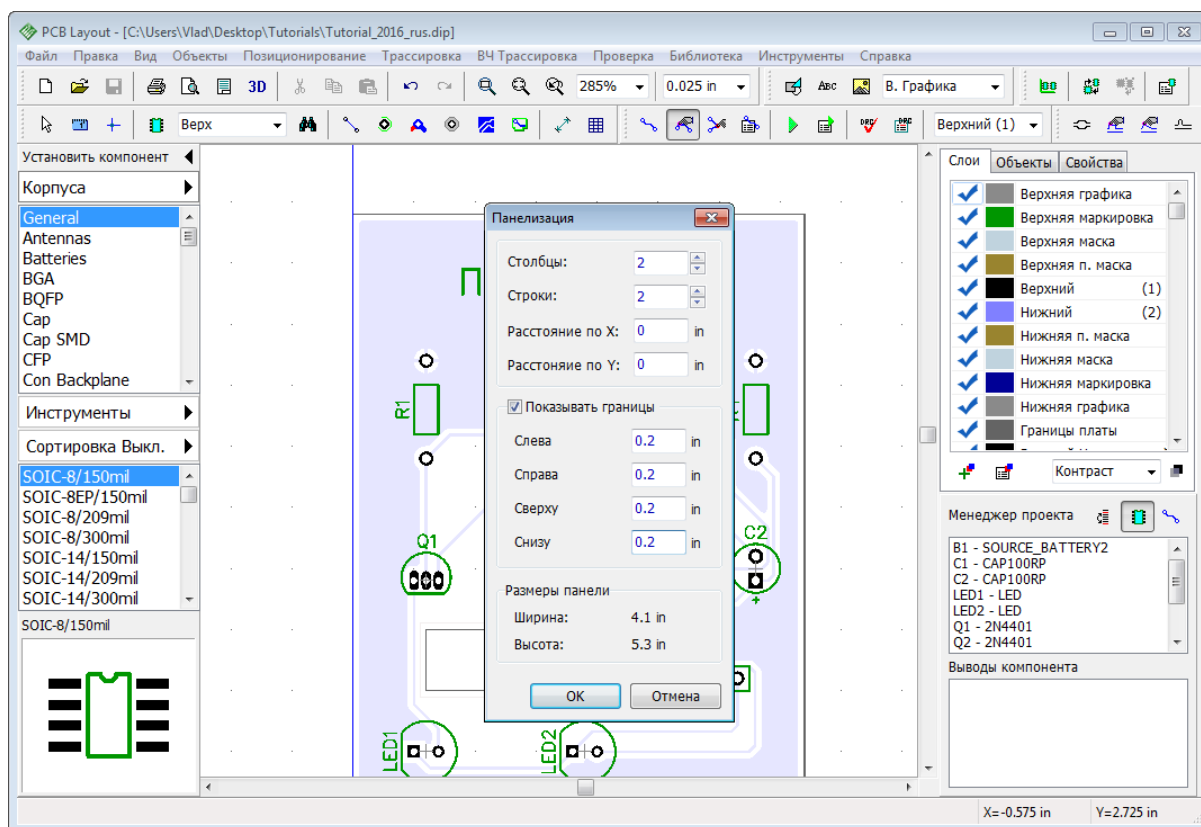 PCB Layout - [C:\Users\Vlad\Desktop\Tutorials\Tutorial_2016_rus.dip]
Файл Правка Вид Объекты Позиционирование Трассировка ВЧ Трассировка Проверка Библиотека Инструменты Справка
3D 285% 0.025 in ABC В. Графика
Верх DRC DRC Верхний (1)
Установить компонент
Корпуса
General
Antennas
Batteries
BGA
BQFP
Cap
Cap SMD
CFP
Con Backplane
Инструменты
Сортировка Выкл.
SOIC-8/150mil
SOIC-8EP/150mil
SOIC-8/209mil
SOIC-8/300mil
SOIC-14/150mil
SOIC-14/209mil
SOIC-14/300mil
SOIC-8/150mil
П
R1
Q1
C2
+
LED1
LED2
Панелизация
Столбцы: 2
Строки: 2
Расстояние по X: 0 in
Расстоняие по Y: 0 in
Показывать границы
Слева 0.2 in
Справа 0.2 in
Сверху 0.2 in
Снизу 0.2 in
Размеры панели
Ширина: 4.1 in
Высота: 5.3 in
OK Отмена
Слои Объекты Свойства
Верхняя графика
Верхняя маркировка
Верхняя маска
Верхняя п. маска
Верхний (1)
Нижний (2)
Нижняя п. маска
Нижняя маска
Нижняя маркировка
Нижняя графика
Границы платы
Контраст
Менеджер проекта
B1 - SOURCE_BATTERY2
C1 - CAP100RP
C2 - CAP100RP
LED1 - LED
LED2 - LED
Q1 - 2N4401
Q2 - 2N4401
Выводы компонента
X=-0.575 in Y=2.725 in